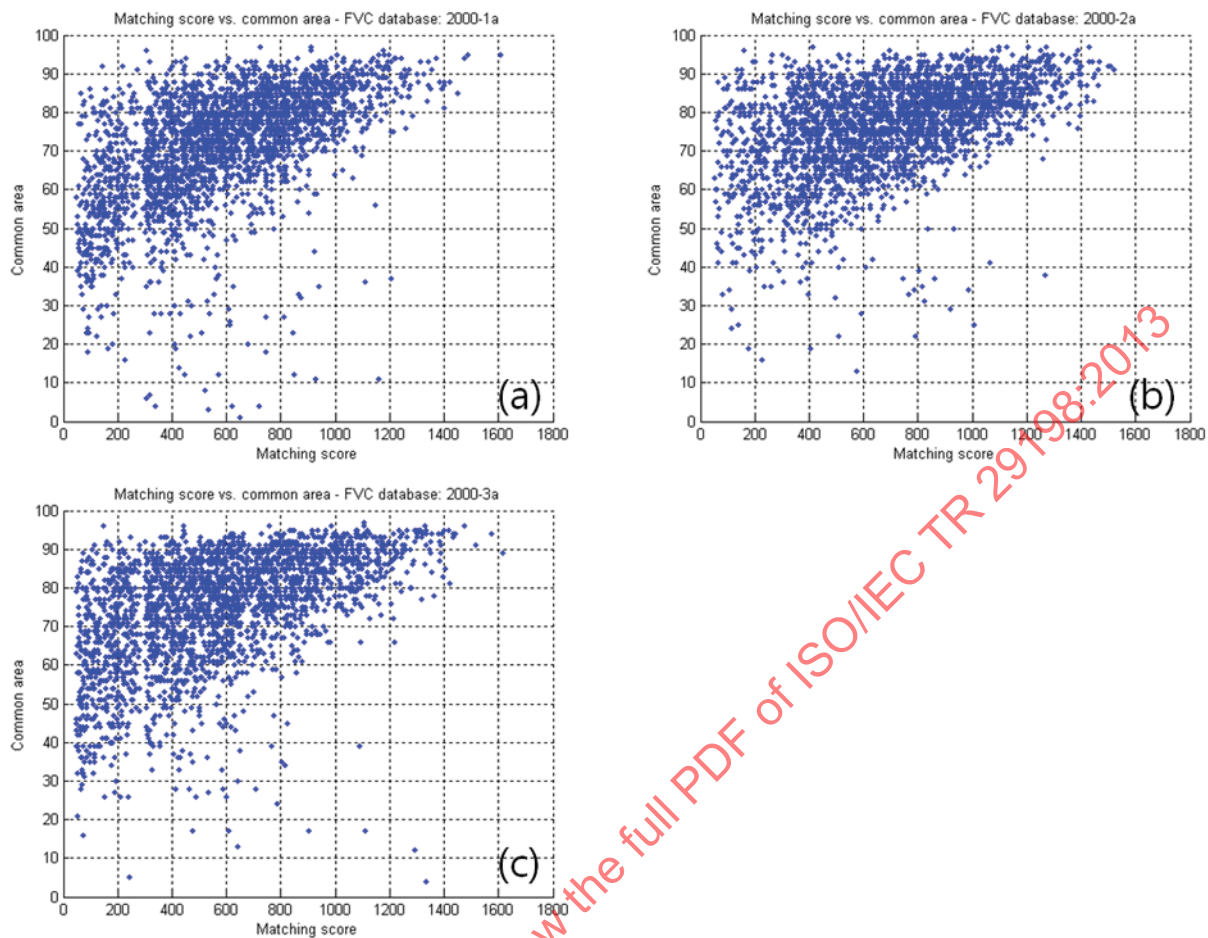 Matching score vs. common area - FVC database: 2000-1a
100
90
80
70
60
50
40
30
20
10
0
Common area
0 200 400 600 800 1000 1200 1400 1600 1800
Matching score
(a)
Matching score vs. common area - FVC database: 2000-2a
100
90
80
70
60
50
40
30
20
10
0
Common area
0 200 400 600 800 1000 1200 1400 1600 1800
Matching score
(b)
Matching score vs. common area - FVC database: 2000-3a
100
90
80
70
60
50
40
30
20
10
0
Common area
0 200 400 600 800 1000 1200 1400 1600 1800
Matching score
(c)
the full PDF of ISO/IEC TR 29198:2013